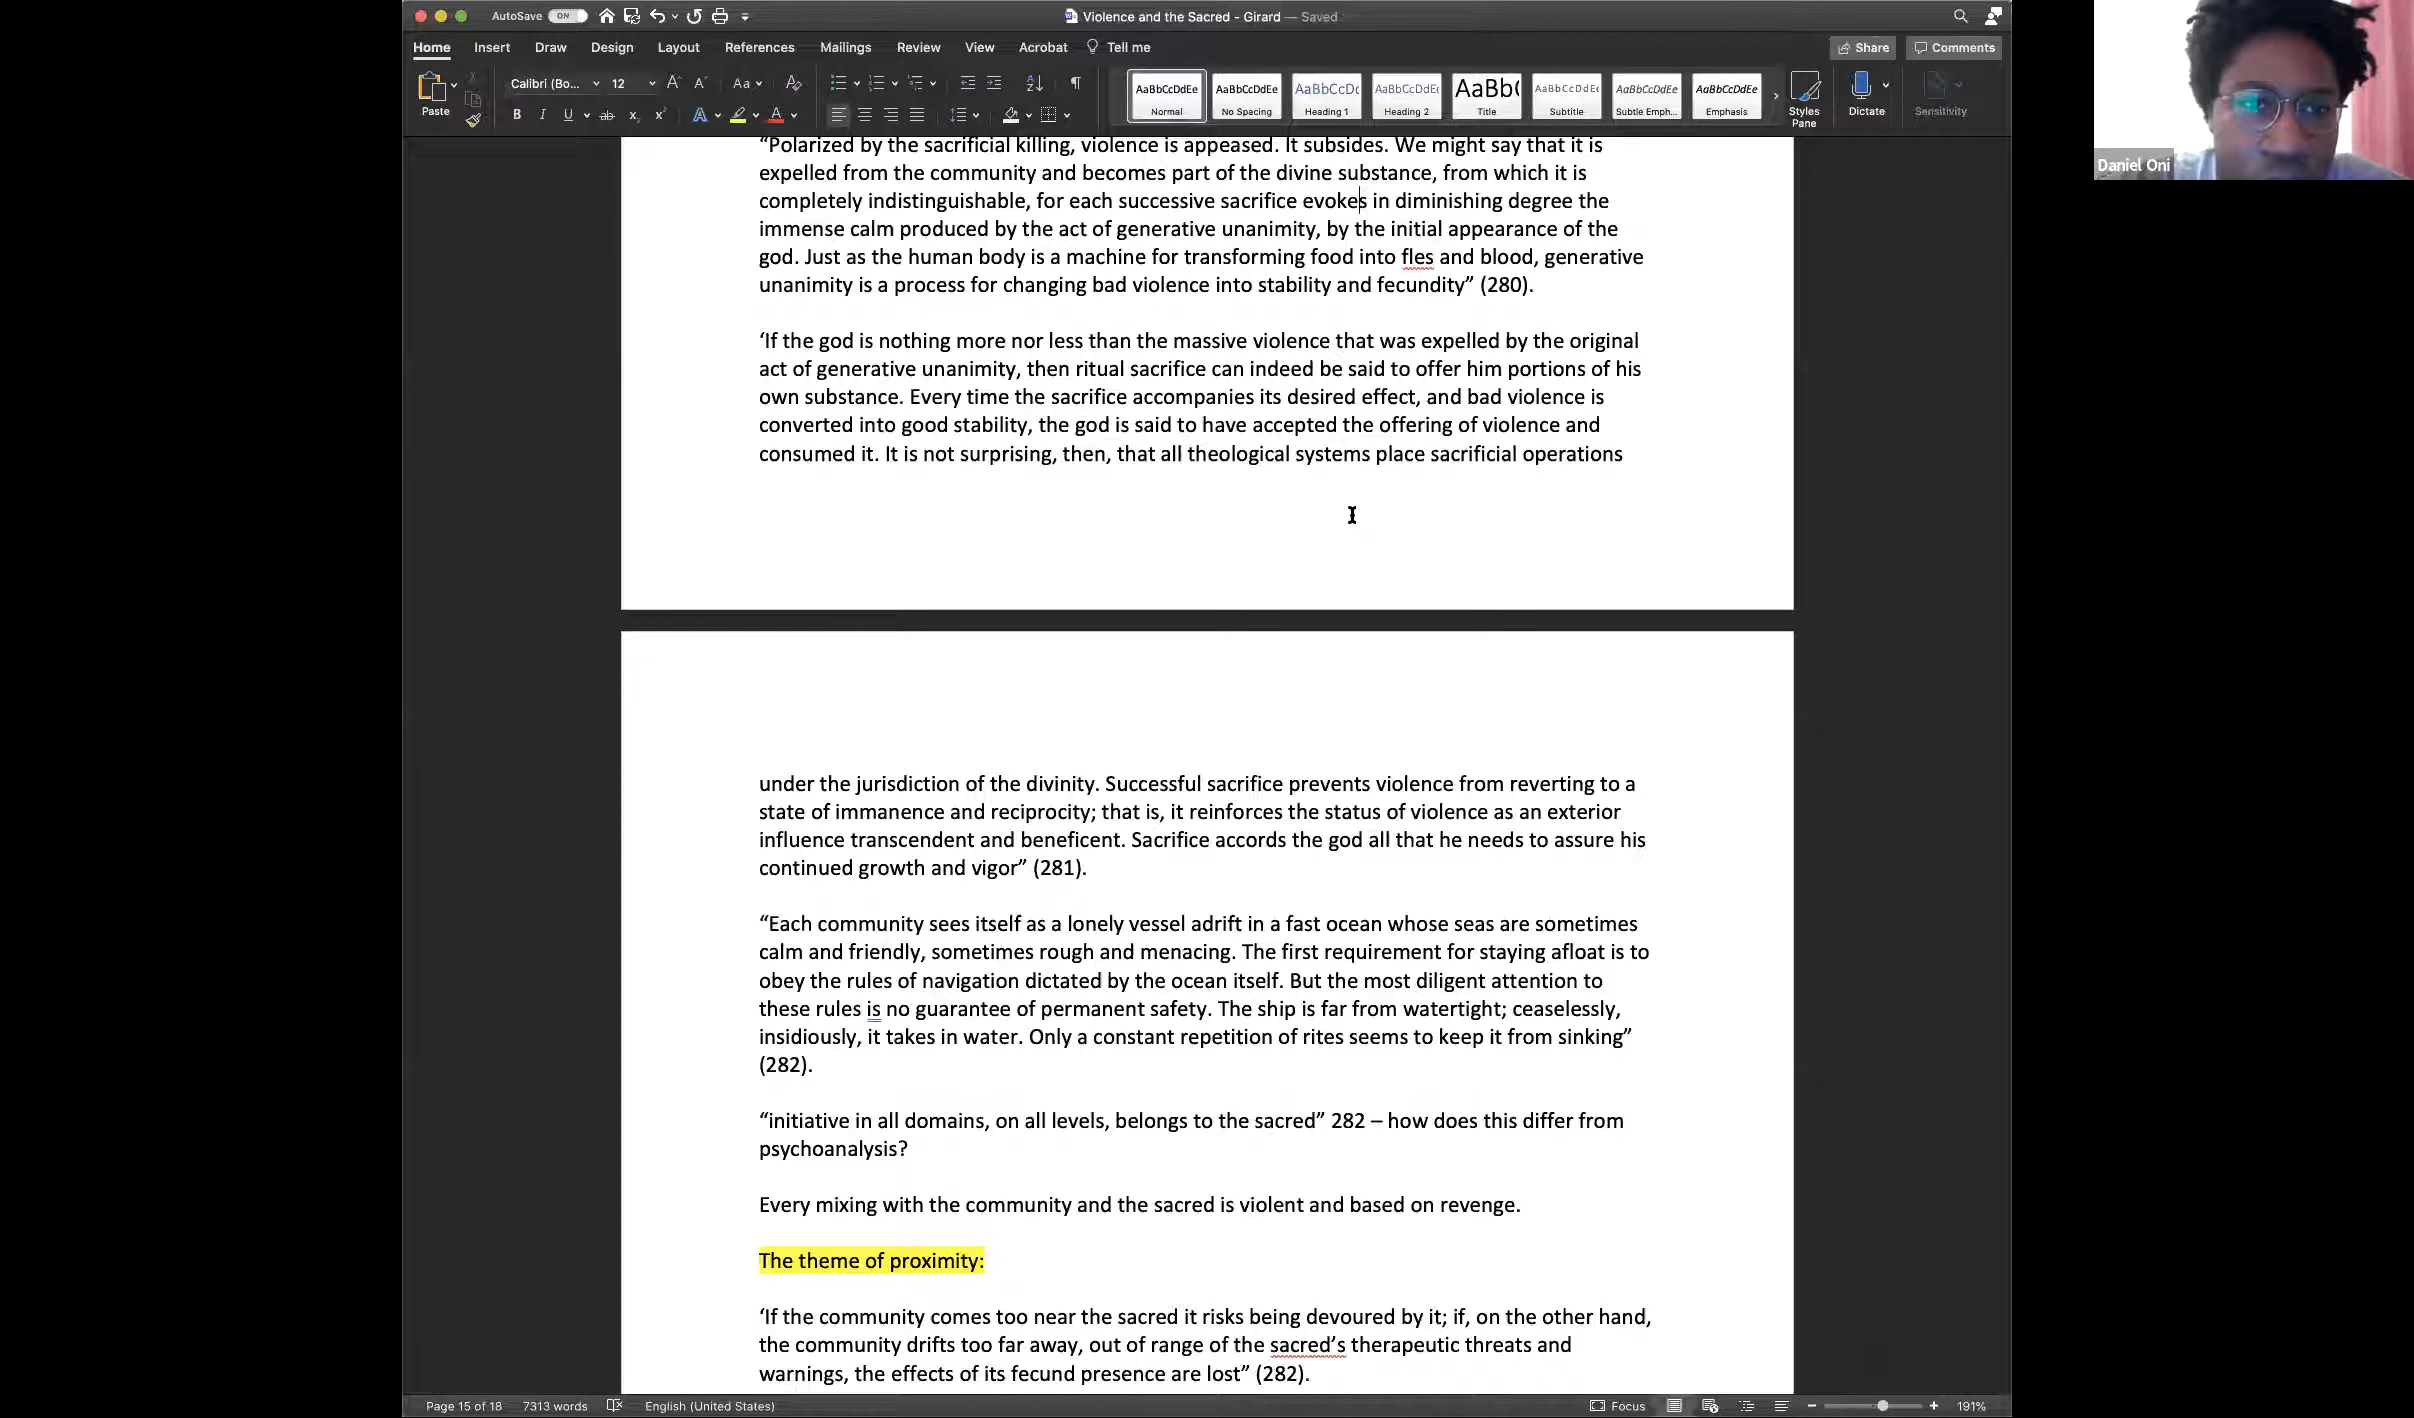 AutoSave ON
Violence and the Sacred - Girard — Saved
Home Insert Draw Design Layout References Mailings Review View Acrobat Tell me Share Comments
Calibri (Bo... 12 Aa
Paste
AaBbCcDdEe AaBbCcDdEe AaBbCcDc AaBbCcDdEe AaBb( AaBbCcDdEe AaBbCcDdEe AaBbCcDdEe
Normal No Spacing Heading 1 Heading 2 Title Subtitle Subtle Emph... Emphasis
Styles Pane Dictate Sensitivity
Daniel Oni
“Polarized by the sacrificial killing, violence is appeased. It subsides. We might say that it is
expelled from the community and becomes part of the divine substance, from which it is
completely indistinguishable, for each successive sacrifice evokes in diminishing degree the
immense calm produced by the act of generative unanimity, by the initial appearance of the
god. Just as the human body is a machine for transforming food into fles and blood, generative
unanimity is a process for changing bad violence into stability and fecundity” (280).
‘If the god is nothing more nor less than the massive violence that was expelled by the original
act of generative unanimity, then ritual sacrifice can indeed be said to offer him portions of his
own substance. Every time the sacrifice accompanies its desired effect, and bad violence is
converted into good stability, the god is said to have accepted the offering of violence and
consumed it. It is not surprising, then, that all theological systems place sacrificial operations
under the jurisdiction of the divinity. Successful sacrifice prevents violence from reverting to a
state of immanence and reciprocity; that is, it reinforces the status of violence as an exterior
influence transcendent and beneficent. Sacrifice accords the god all that he needs to assure his
continued growth and vigor” (281).
“Each community sees itself as a lonely vessel adrift in a fast ocean whose seas are sometimes
calm and friendly, sometimes rough and menacing. The first requirement for staying afloat is to
obey the rules of navigation dictated by the ocean itself. But the most diligent attention to
these rules is no guarantee of permanent safety. The ship is far from watertight; ceaselessly,
insidiously, it takes in water. Only a constant repetition of rites seems to keep it from sinking”
(282).
“initiative in all domains, on all levels, belongs to the sacred” 282 – how does this differ from
psychoanalysis?
Every mixing with the community and the sacred is violent and based on revenge.
The theme of proximity:
‘If the community comes too near the sacred it risks being devoured by it; if, on the other hand,
the community drifts too far away, out of range of the sacred’s therapeutic threats and
warnings, the effects of its fecund presence are lost” (282).
Page 15 of 18 7313 words English (United States) Focus 191%